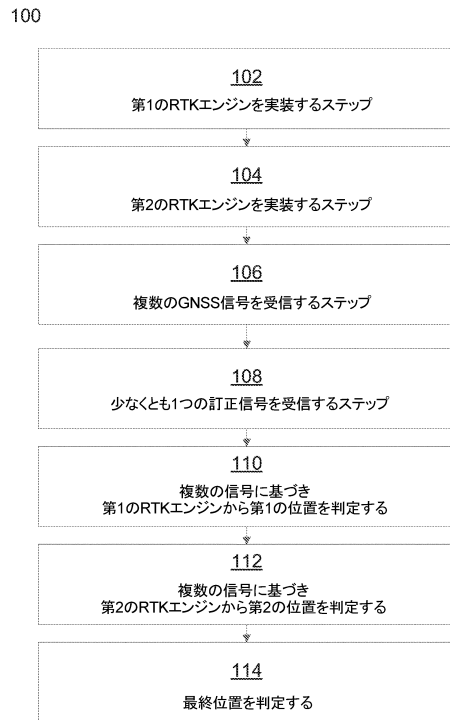 100
102
第1のRTKエンジンを実装するステップ
104
第2のRTKエンジンを実装するステップ
106
複数のGNSS信号を受信するステップ
108
少なくとも1つの訂正信号を受信するステップ
110
複数の信号に基づき
第1のRTKエンジンから第1の位置を判定する
112
複数の信号に基づき
第2のRTKエンジンから第2の位置を判定する
114
最終位置を判定する